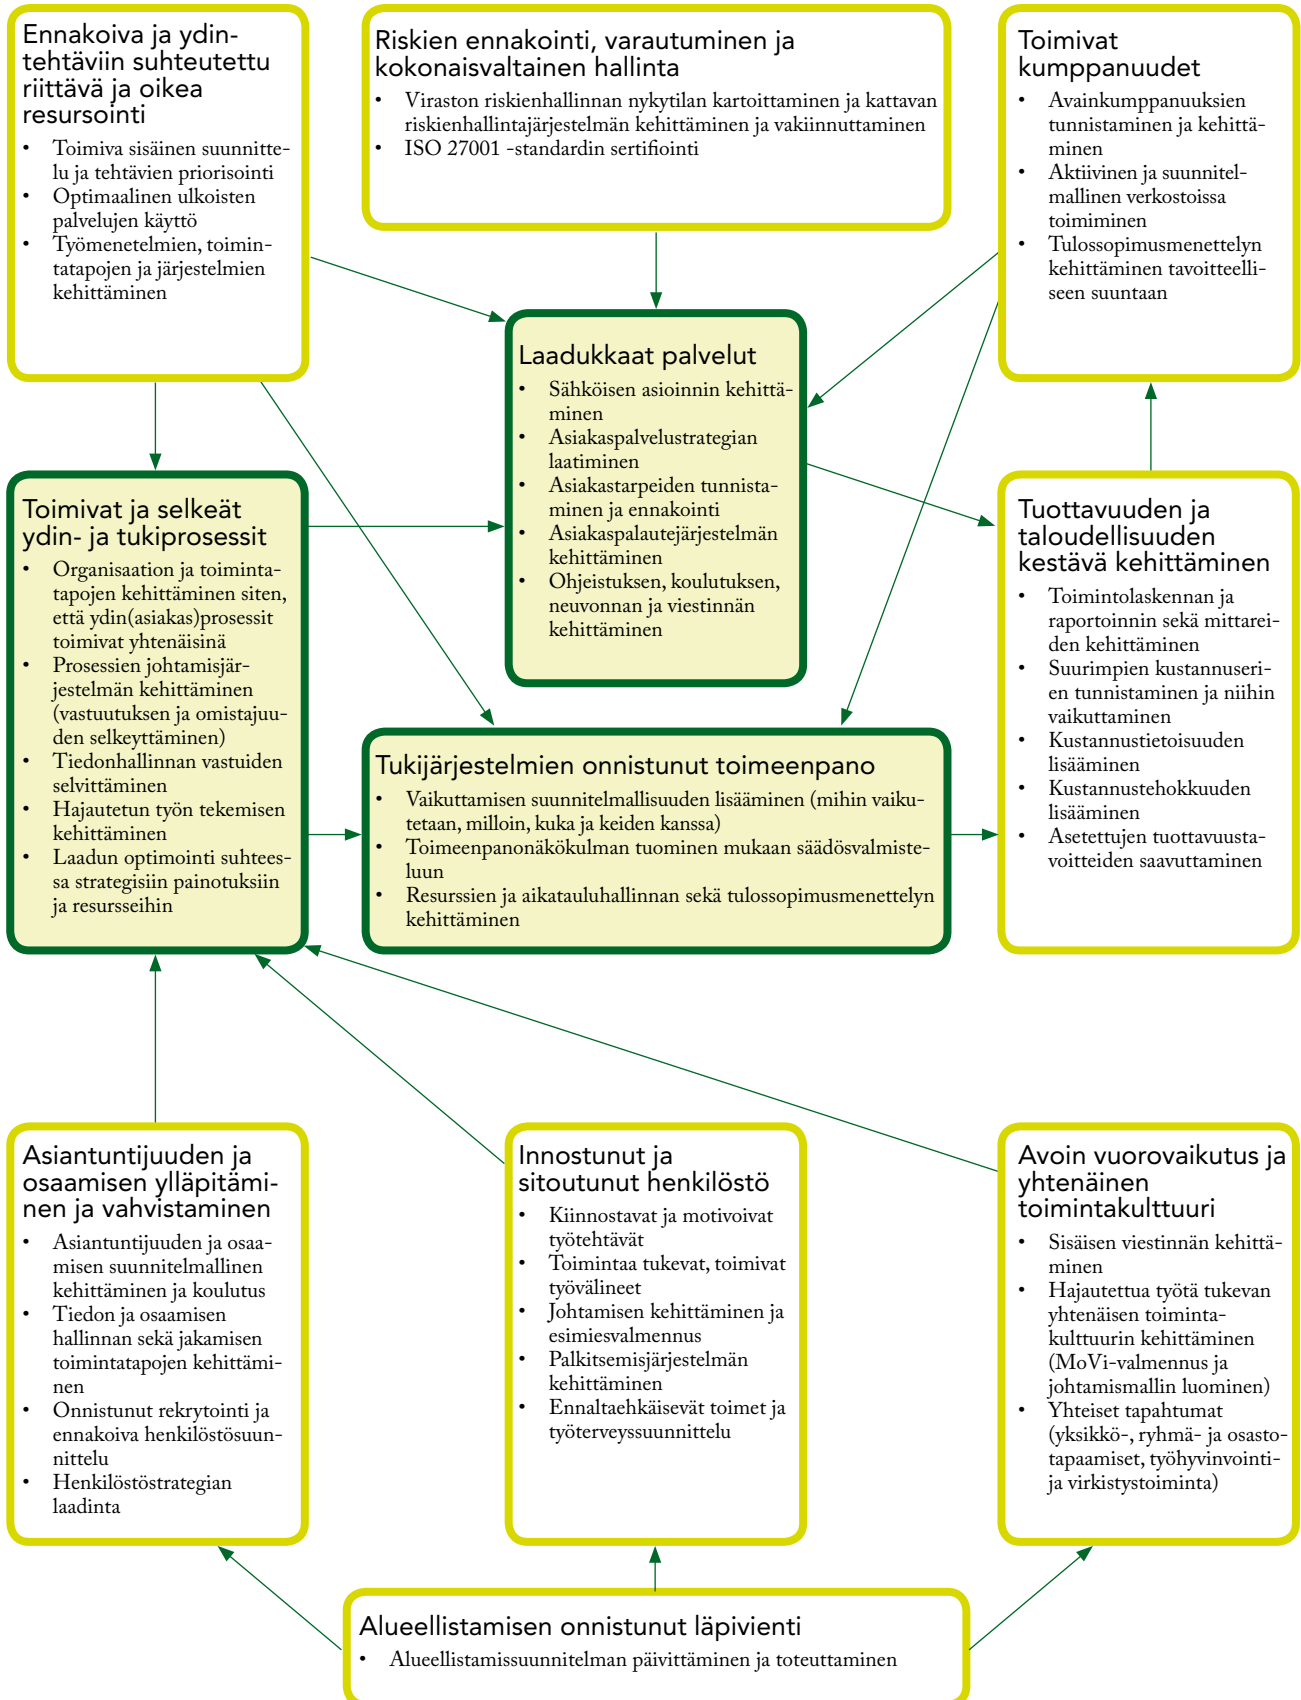 Ennakoiva ja ydin-
tehtäviin suhteutettu
riittävä ja oikea
resursointi
• Toimiva sisäinen suunnitte-
lu ja tehtävien priorisointi
• Optimaalinen ulkoisten
palvelujen käyttö
• Työmenetelmien, toimin-
tatapojen ja järjestelmien
kehittäminen
Riskien ennakointi, varautuminen ja
kokonaisvaltainen hallinta
• Viraston riskienhallinnan nykytilan kartoittaminen ja kattavan
riskienhallintajärjestelmän kehittäminen ja vakiinnuttaminen
• ISO 27001 -standardin sertifiointi
Toimivat
kumppanuudet
• Avainkumppanuuksien
tunnistaminen ja kehittä-
minen
• Aktiivinen ja suunnitel-
mallinen verkostoissa
toimiminen
• Tulossopimusmenettelyn
kehittäminen tavoitteelli-
seen suuntaan
Laadukkaat palvelut
• Sähköisen asioinnin kehittä-
minen
• Asiakaspalvelustrategian
laatiminen
• Asiakastarpeiden tunnista-
minen ja ennakointi
• Asiakaspalautejärjestelmän
kehittäminen
• Ohjeistuksen, koulutuksen,
neuvonnan ja viestinnän
kehittäminen
Toimivat ja selkeät
ydin- ja tukiprosessit
• Organisaation ja toiminta-
tapojen kehittäminen siten,
että ydin(asiakas)prosessit
toimivat yhtenäisinä
• Prosessien johtamisjär-
jestelmän kehittäminen
(vastuutuksen ja omistajuu-
den selkeyttäminen)
• Tiedonhallinnan vastuiden
selvittäminen
• Hajautetun työn tekemisen
kehittäminen
• Laadun optimointi suhtees-
sa strategisiin painotuksiin
ja resursseihin
Tuottavuuden ja
taloudellisuuden
kestävä kehittäminen
• Toimintolaskennan ja
raportoinnin sekä mittarei-
den kehittäminen
• Suurimpien kustannuseri-
en tunnistaminen ja niihin
vaikuttaminen
• Kustannustietoisuuden
lisääminen
• Kustannustehokkuuden
lisääminen
• Asetettujen tuottavuusta-
voitteiden saavuttaminen
Tukijärjestelmien onnistunut toimeenpano
• Vaikuttamisen suunnitelmallisuuden lisääminen (mihin vaiku-
tetaan, milloin, kuka ja keiden kanssa)
• Toimeenpanonäkökulman tuominen mukaan säädösvalmiste-
luun
• Resurssien ja aikatauluhallinnan sekä tulossopimusmenettelyn
kehittäminen
Asiantuntijuuden ja
osaamisen ylläpitämi-
nen ja vahvistaminen
• Asiantuntijuuden ja osaa-
misen suunnitelmallinen
kehittäminen ja koulutus
• Tiedon ja osaamisen
hallinnan sekä jakamisen
toimintatapojen kehittämi-
nen
• Onnistunut rekrytointi ja
ennakoiva henkilöstösuun-
nittelu
• Henkilöstöstrategian
laadinta
Innostunut ja
sitoutunut henkilöstö
• Kiinnostavat ja motivoivat
työtehtävät
• Toimintaa tukevat, toimivat
työvälineet
• Johtamisen kehittäminen ja
esimiesvalmennus
• Palkitsemisjärjestelmän
kehittäminen
• Ennaltaehkäisevät toimet ja
työterveyssuunnittelu
Avoin vuorovaikutus ja
yhtenäinen
toimintakulttuuri
• Sisäisen viestinnän kehittä-
minen
• Hajautettua työtä tukevan
yhtenäisen toiminta-
kulttuurin kehittäminen
(MoVi-valmennus ja
johtamismallin luominen)
• Yhteiset tapahtumat
(yksikkö-, ryhmä- ja osasto-
tapaamiset, työhyvinvointi-
ja virkistystoiminta)
Alueellistamisen onnistunut läpivienti
• Alueellistamissuunnitelman päivittäminen ja toteuttaminen